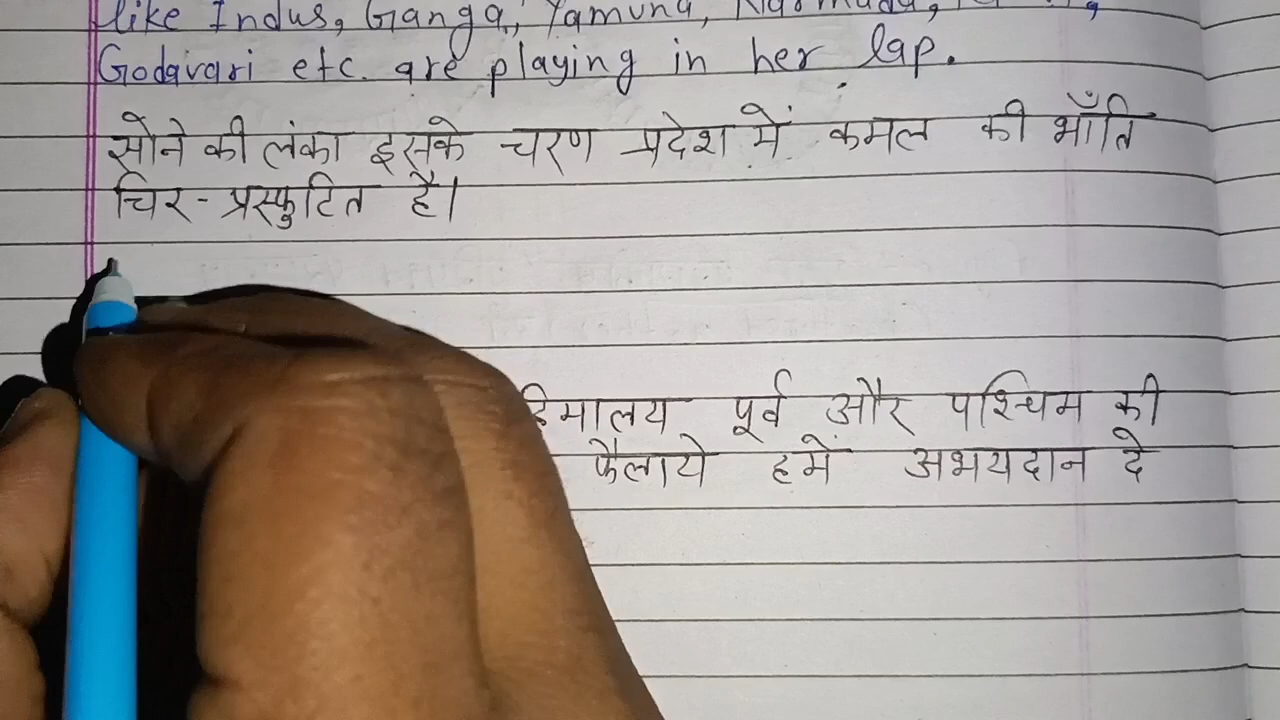 like Indus, Ganga, Yamuna, Narmada,
Godavari etc. are playing in her lap.
सोने की लंका इसके चरण प्रदेश में कमल की भाँति
चिर-प्रस्फुटित है।
हिमालय पूर्व और पश्चिम की
फैलाये हमें अभयदान दे